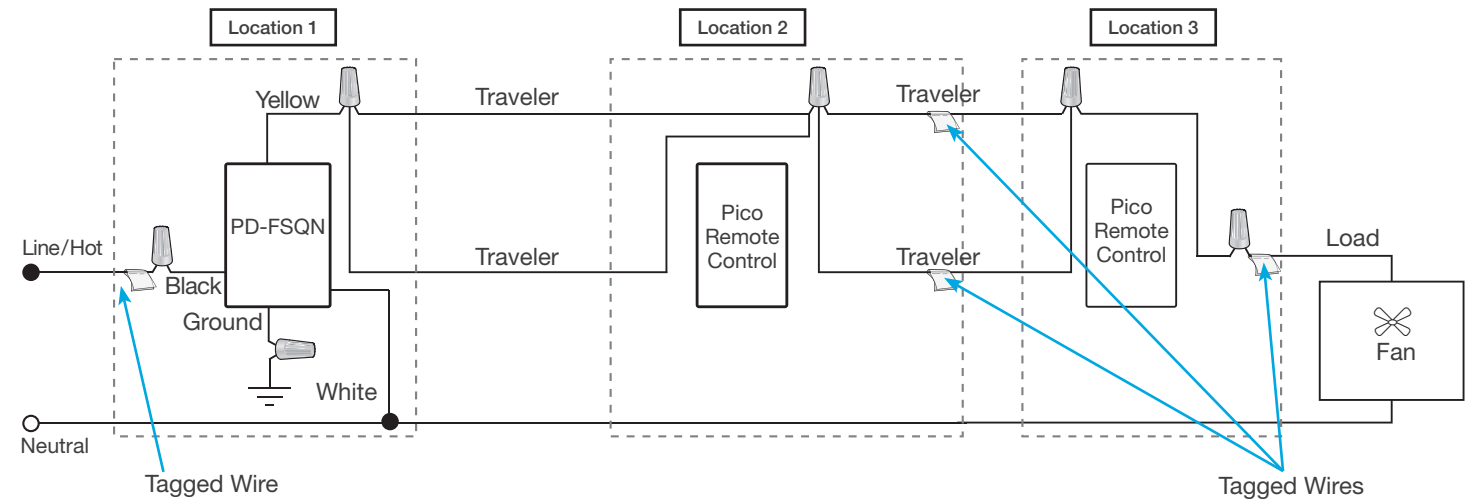 Location 1
Location 2
Location 3
Yellow
Traveler
Traveler
PD-FSQN
Pico
Remote
Control
Pico
Remote
Control
Line/Hot
Black
Traveler
Traveler
Load
Ground
Fan
White
Neutral
Tagged Wire
Tagged Wires